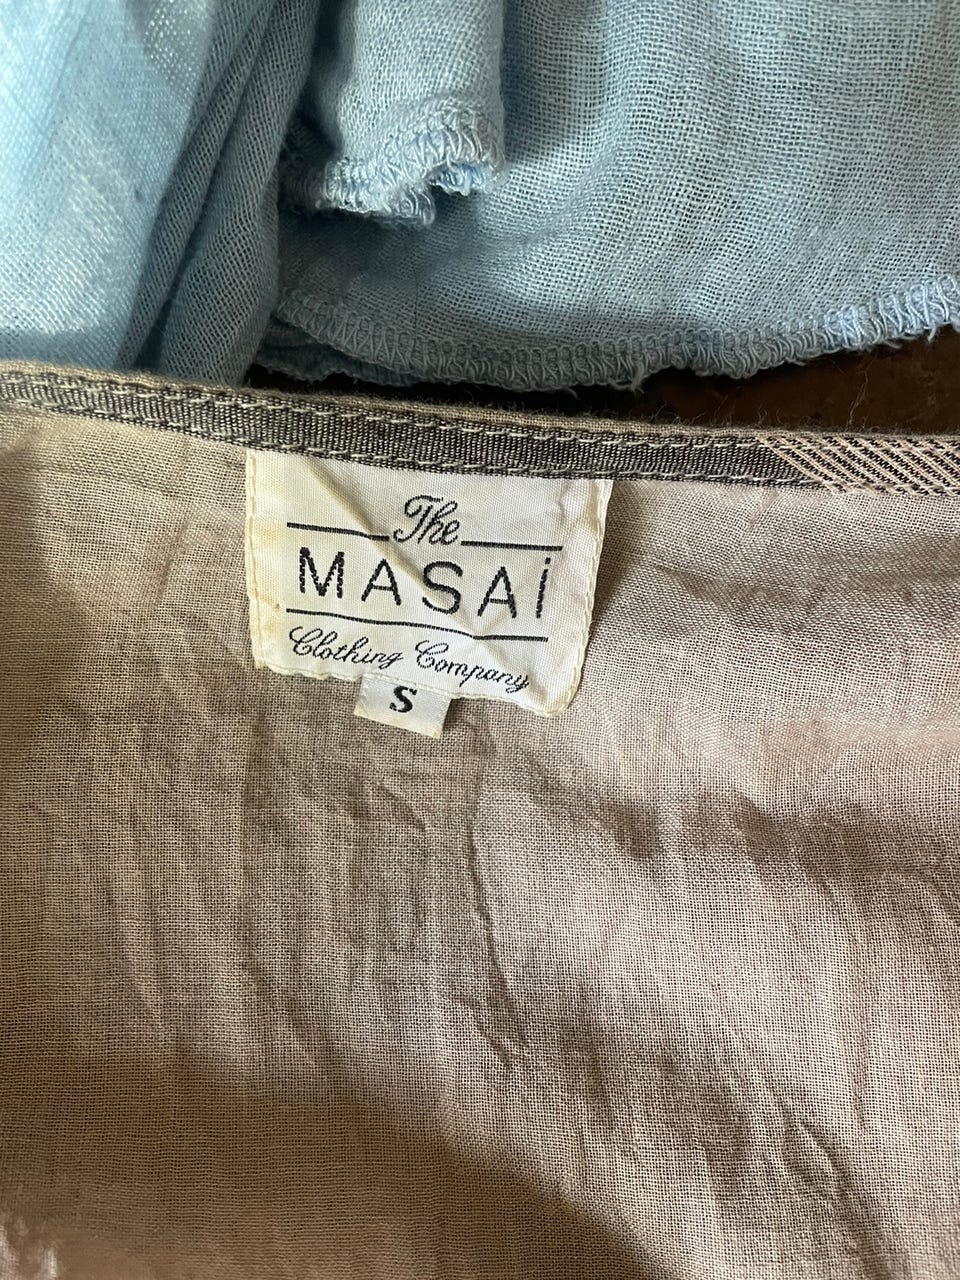 The
MASAi
Clothing Company
S